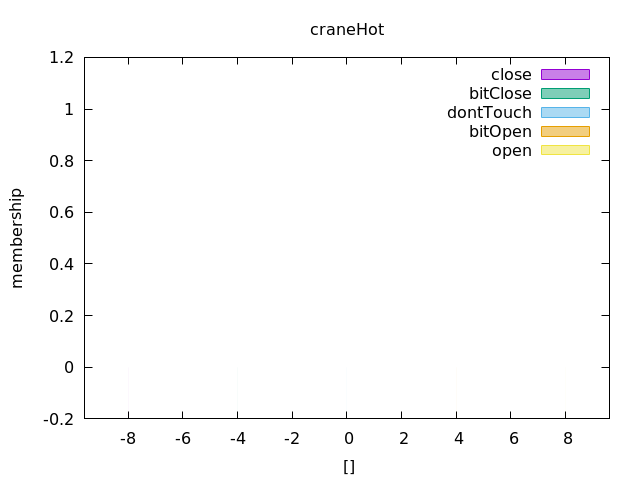 craneHot
1.2
1
0.8
0.6
0.4
0.2
0
-0.2
membership
close
bitClose
dontTouch
bitOpen
open
-8 -6 -4 -2 0 2 4 6 8
[]